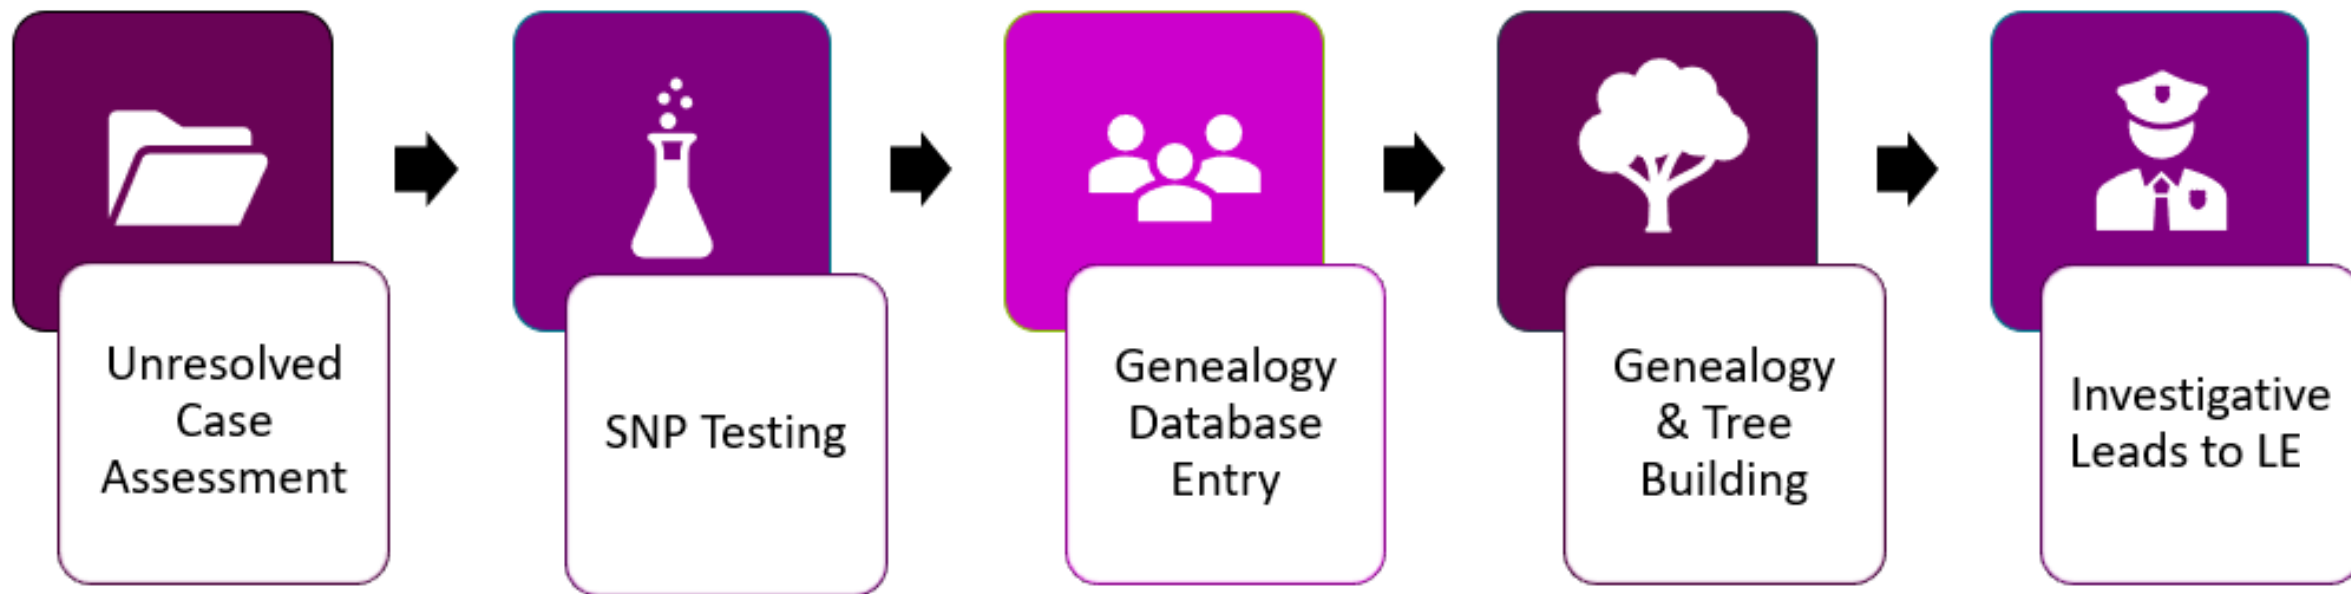 Unresolved
Case
Assessment
SNP Testing
Genealogy
Database
Entry
Genealogy
& Tree
Building
Investigative
Leads to LE